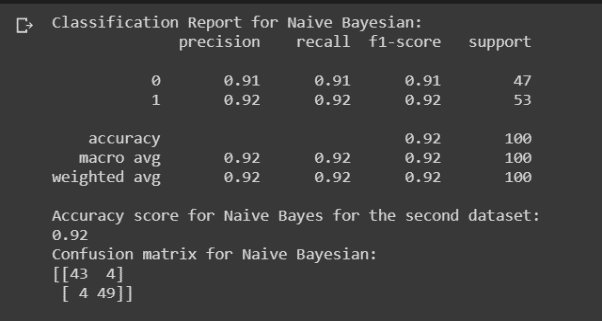 Classification Report for Naive Bayesian:
precision recall f1-score support
0 0.91 0.91 0.91 47
1 0.92 0.92 0.92 53
accuracy 0.92 100
macro avg 0.92 0.92 0.92 100
weighted avg 0.92 0.92 0.92 100
Accuracy score for Naive Bayes for the second dataset:
0.92
Confusion matrix for Naive Bayesian:
[[43 4]
[ 4 49]]